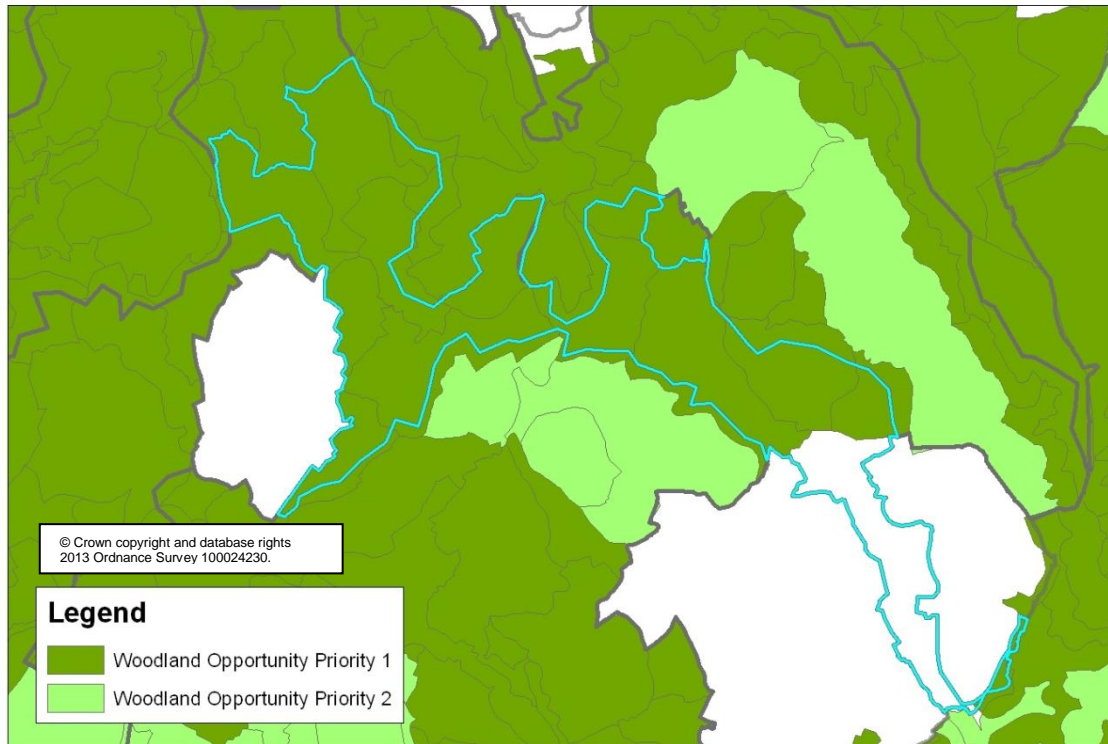 © Crown copyright and database rights
2013 Ordnance Survey 100024230.
Legend
Woodland Opportunity Priority 1
Woodland Opportunity Priority 2